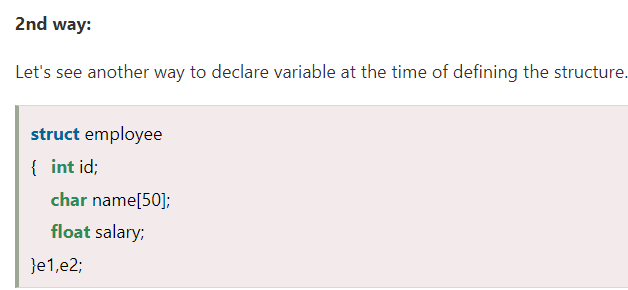 2nd way:
Let's see another way to declare variable at the time of defining the structure.
struct employee
{   int id;
    char name[50];
    float salary;
}e1,e2;